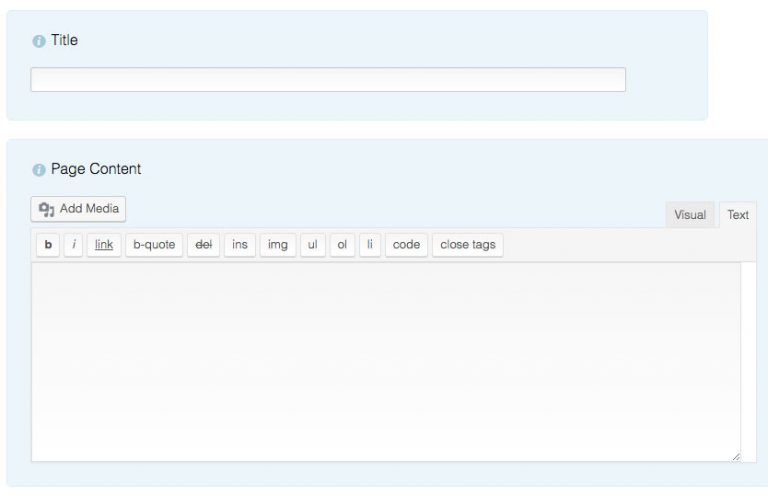 Title
Page Content
Add Media
Visual Text
b i link b-quote del ins img ul ol li code close tags